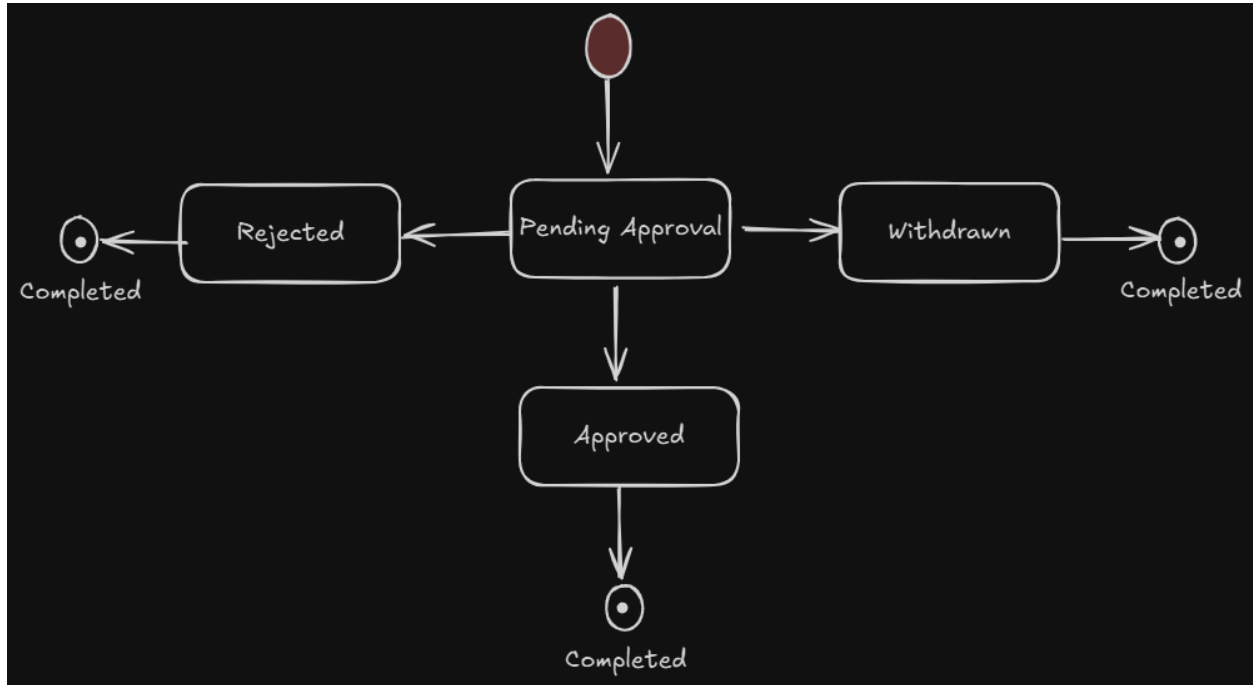 Rejected
Pending Approval
Withdrawn
Completed
Completed
Approved
Completed